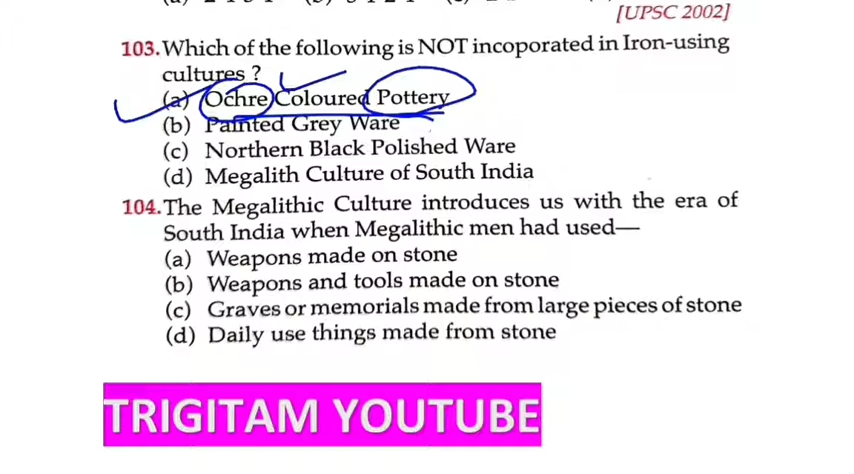 [UPSC 2002]
103. Which of the following is NOT incoporated in Iron-using
cultures ?
(a) Ochre Coloured Pottery
(b) Painted Grey Ware
(c) Northern Black Polished Ware
(d) Megalith Culture of South India
104. The Megalithic Culture introduces us with the era of
South India when Megalithic men had used—
(a) Weapons made on stone
(b) Weapons and tools made on stone
(c) Graves or memorials made from large pieces of stone
(d) Daily use things made from stone
TRIGITAM YOUTUBE